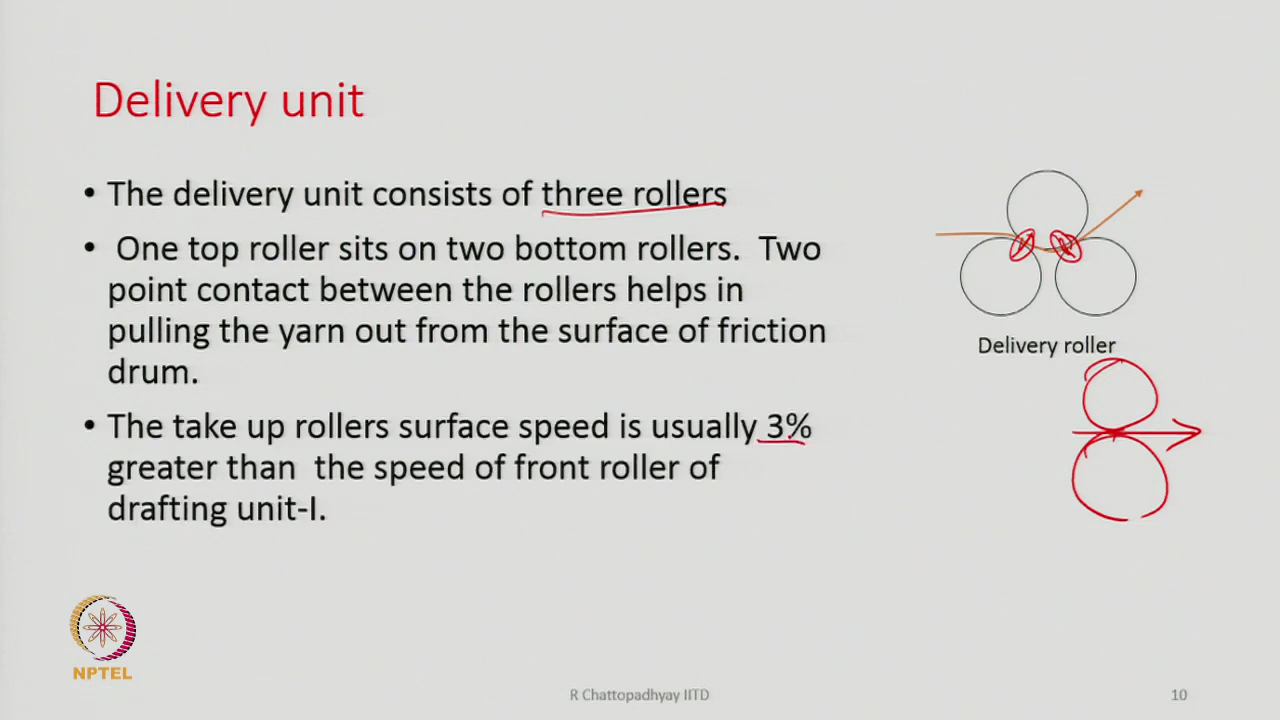 Delivery unit
• The delivery unit consists of three rollers
• One top roller sits on two bottom rollers. Two
point contact between the rollers helps in
pulling the yarn out from the surface of friction
drum.
• The take up rollers surface speed is usually 3%
greater than the speed of front roller of
drafting unit-I.
Delivery roller
NPTEL
R Chattopadhyay IITD
10